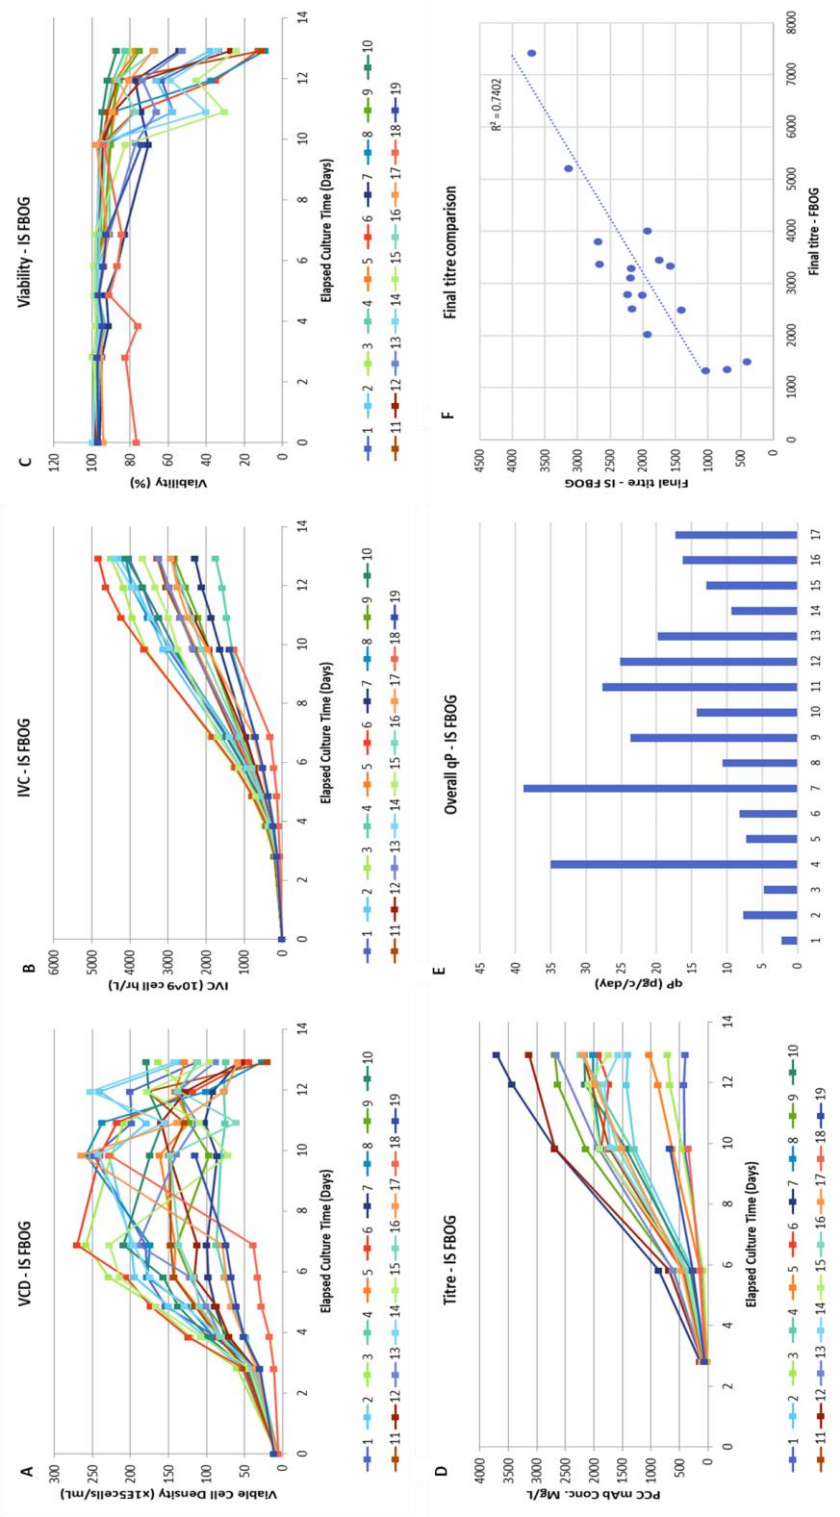 A
VCD - IS FBOG
Viable Cell Density (x1E5cells/mL)
300
250
200
150
100
50
0
0 2 4 6 8 10 12 14
Elapsed Culture Time (Days)
1 2 3 4 5 6 7 8 9 10
11 12 13 14 15 16 17 18 19
B
IVC - IS FBOG
IVC (10^9 cell hr/L)
6000
5000
4000
3000
2000
1000
0
0 2 4 6 8 10 12 14
Elapsed Culture Time (Days)
1 2 3 4 5 6 7 8 9 10
11 12 13 14 15 16 17 18 19
C
Viability - IS FBOG
Viability (%)
120
100
80
60
40
20
0
0 2 4 6 8 10 12 14
Elapsed Culture Time (Days)
1 2 3 4 5 6 7 8 9 10
11 12 13 14 15 16 17 18 19
D
Titre - IS FBOG
PCC mAb Conc. Mg/L
4000
3500
3000
2500
2000
1500
1000
500
0
0 2 4 6 8 10 12 14
Elapsed Culture Time (Days)
1 2 3 4 5 6 7 8 9 10
11 12 13 14 15 16 17 18 19
E
Overall qP - IS FBOG
qP (pg/c/day)
45
40
35
30
25
20
15
10
5
0
1 2 3 4 5 6 7 8 9 10 11 12 13 14 15 16 17
F
Final titre comparison
Final titre - IS FBOG
4500
4000
3500
3000
2500
2000
1500
1000
500
0
R² = 0.7402
0 1000 2000 3000 4000 5000 6000 7000 8000
Final titre - FBOG